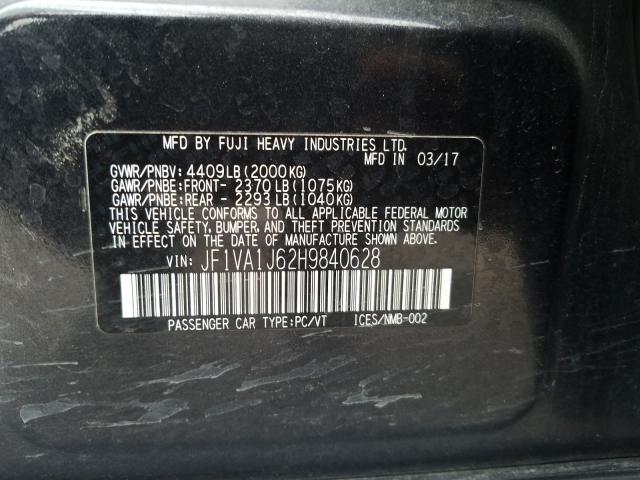 MFD BY FUJI HEAVY INDUSTRIES LTD.
MFD IN 03/17
GVWR/PNBV: 4409LB(2000KG)
GAWR/PNBE:FRONT- 2370LB(1075KG)
GAWR/PNBE:REAR - 2293LB(1040KG)
THIS VEHICLE CONFORMS TO ALL APPLICABLE FEDERAL MOTOR
VEHICLE SAFETY, BUMPER, AND THEFT PREVENTION STANDARDS
IN EFFECT ON THE DATE OF MANUFACTURE SHOWN ABOVE.
VIN: JF1VA1J62H9840628
PASSENGER CAR TYPE:PC/VT ICES/NMB-002